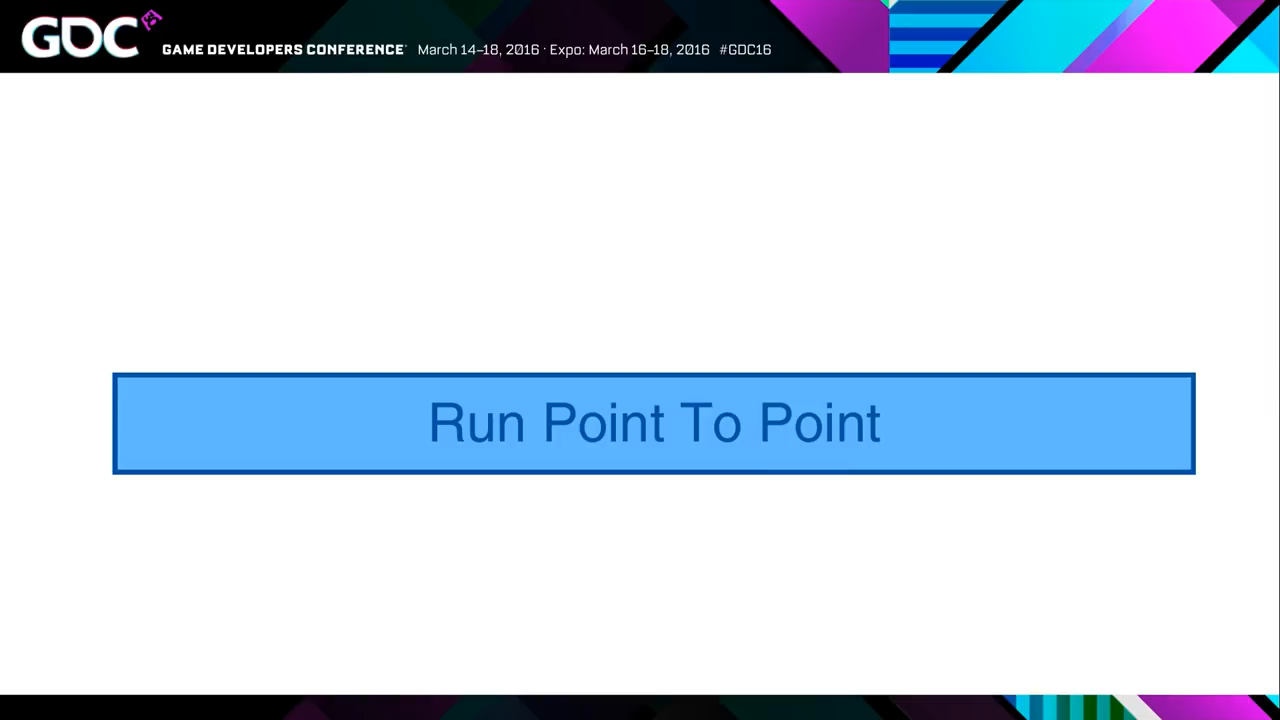 GDC
GAME DEVELOPERS CONFERENCE March 14–18, 2016 · Expo: March 16–18, 2016 #GDC16
Run Point To Point